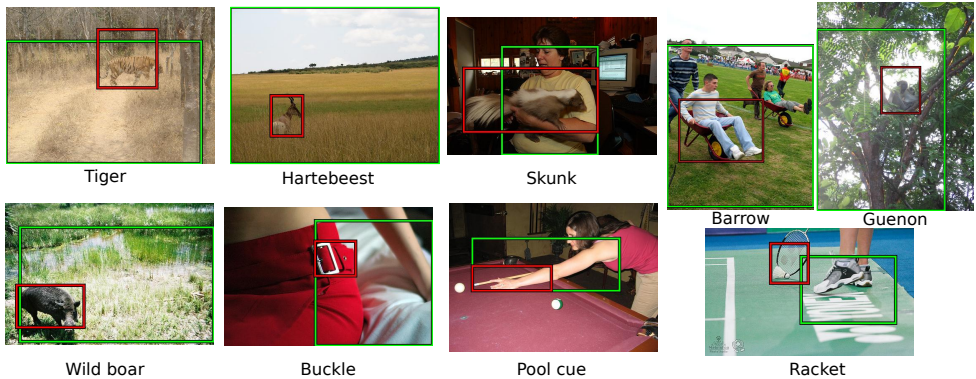 Tiger
Hartebeest
Skunk
Barrow
Guenon
Wild boar
Buckle
Pool cue
Racket